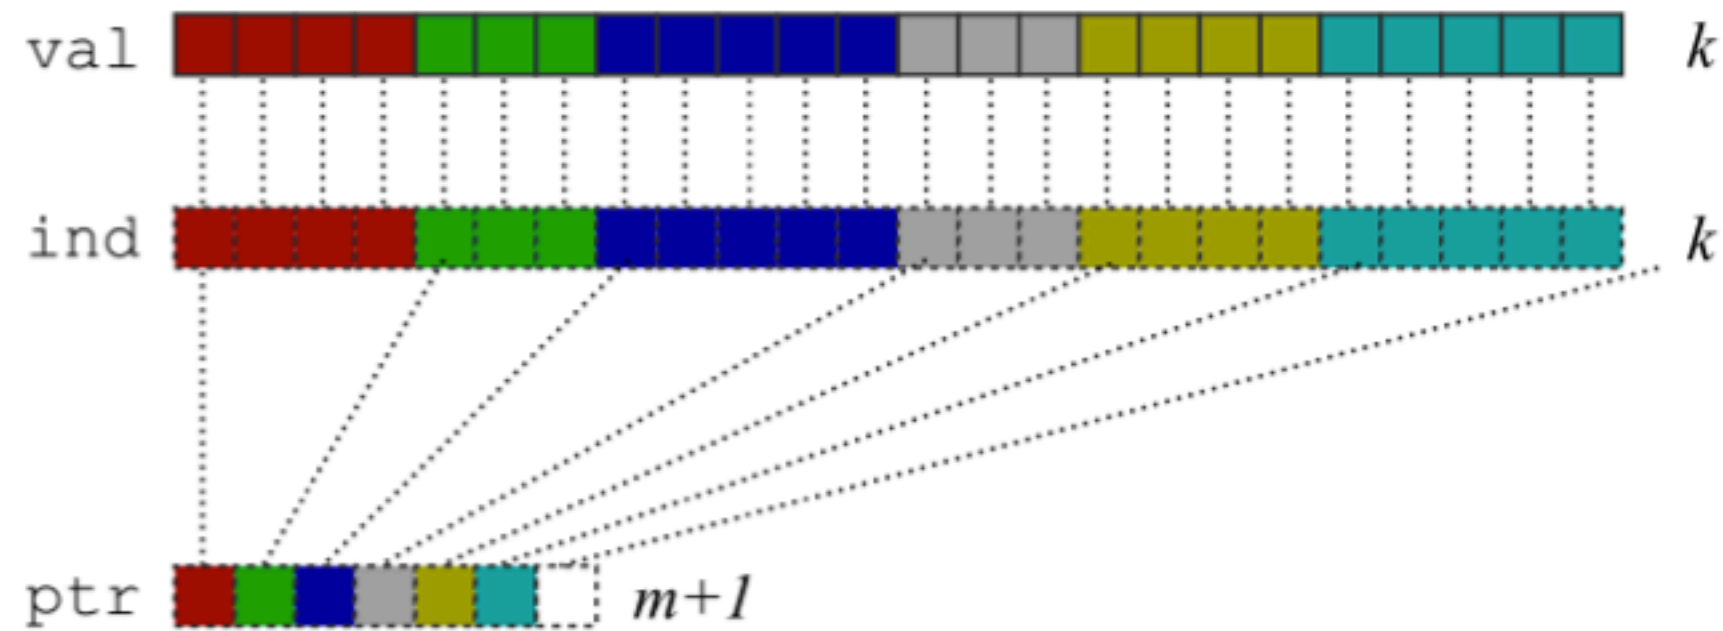 val k
ind k
ptr m+1